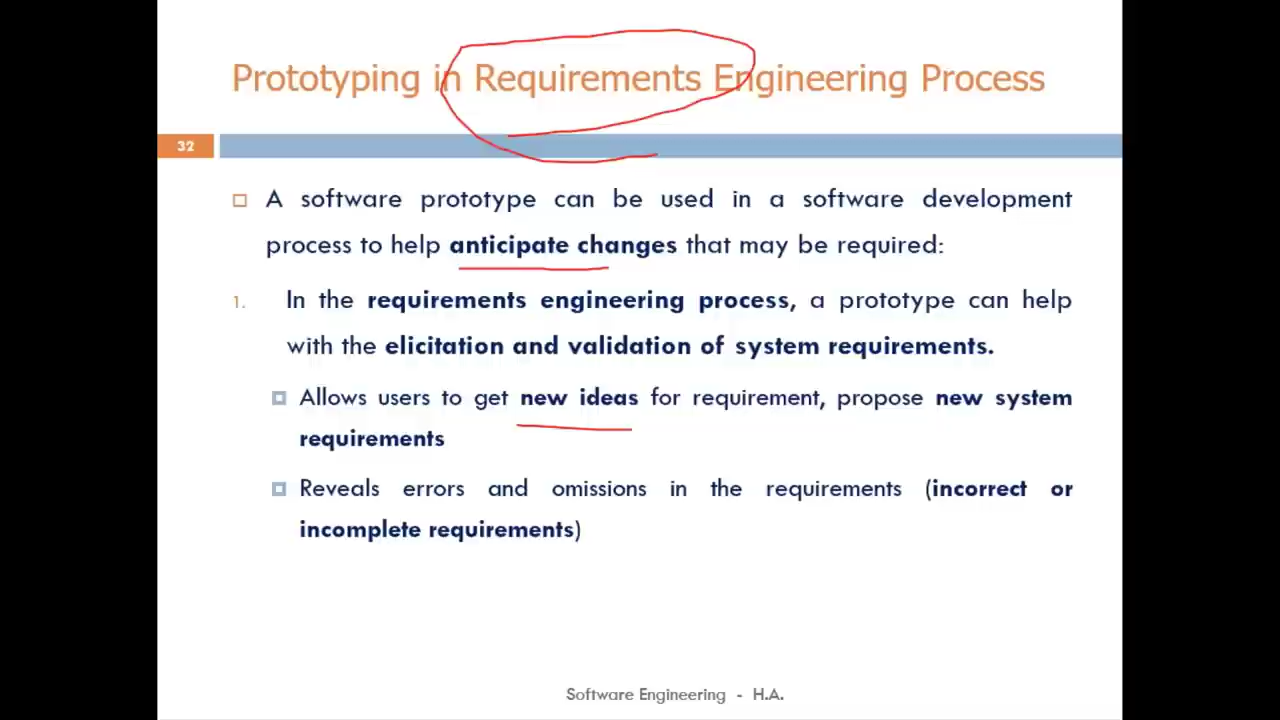 Prototyping in Requirements Engineering Process
32
A software prototype can be used in a software development
process to help anticipate changes that may be required:
1. In the requirements engineering process, a prototype can help
with the elicitation and validation of system requirements.
Allows users to get new ideas for requirement, propose new system
requirements
Reveals errors and omissions in the requirements (incorrect or
incomplete requirements)
Software Engineering - H.A.